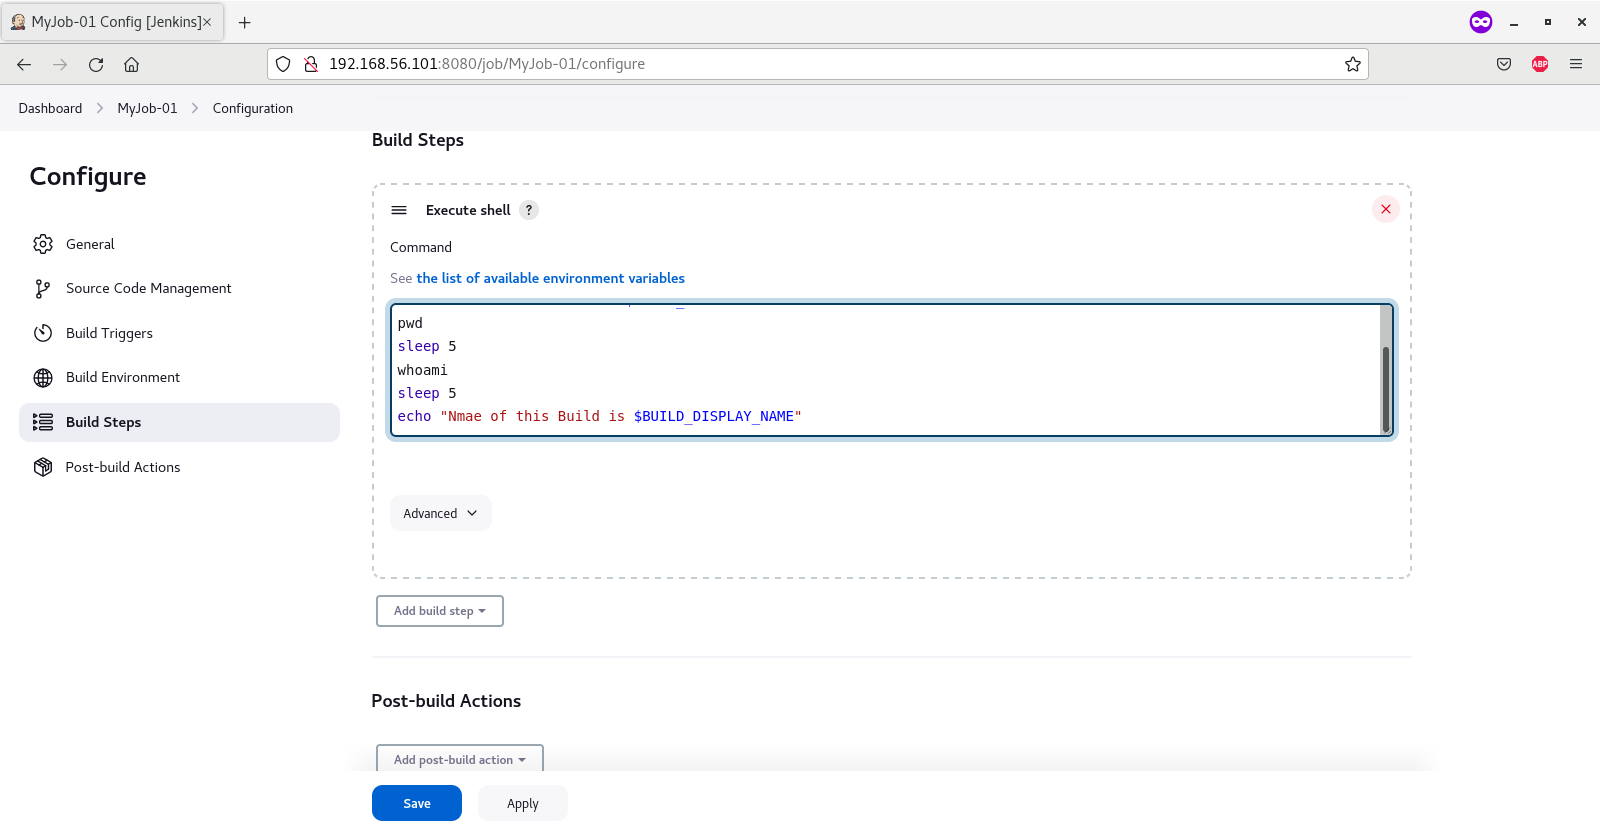 MyJob-01 Config [Jenkins]
192.168.56.101:8080/job/MyJob-01/configure
ABP
Dashboard > MyJob-01 > Configuration
Configure
General
Source Code Management
Build Triggers
Build Environment
Build Steps
Post-build Actions
Build Steps
Execute shell ?
Command
See the list of available environment variables
pwd
sleep 5
whoami
sleep 5
echo "Nmae of this Build is $BUILD_DISPLAY_NAME"
Advanced
Add build step
Post-build Actions
Add post-build action
Save Apply